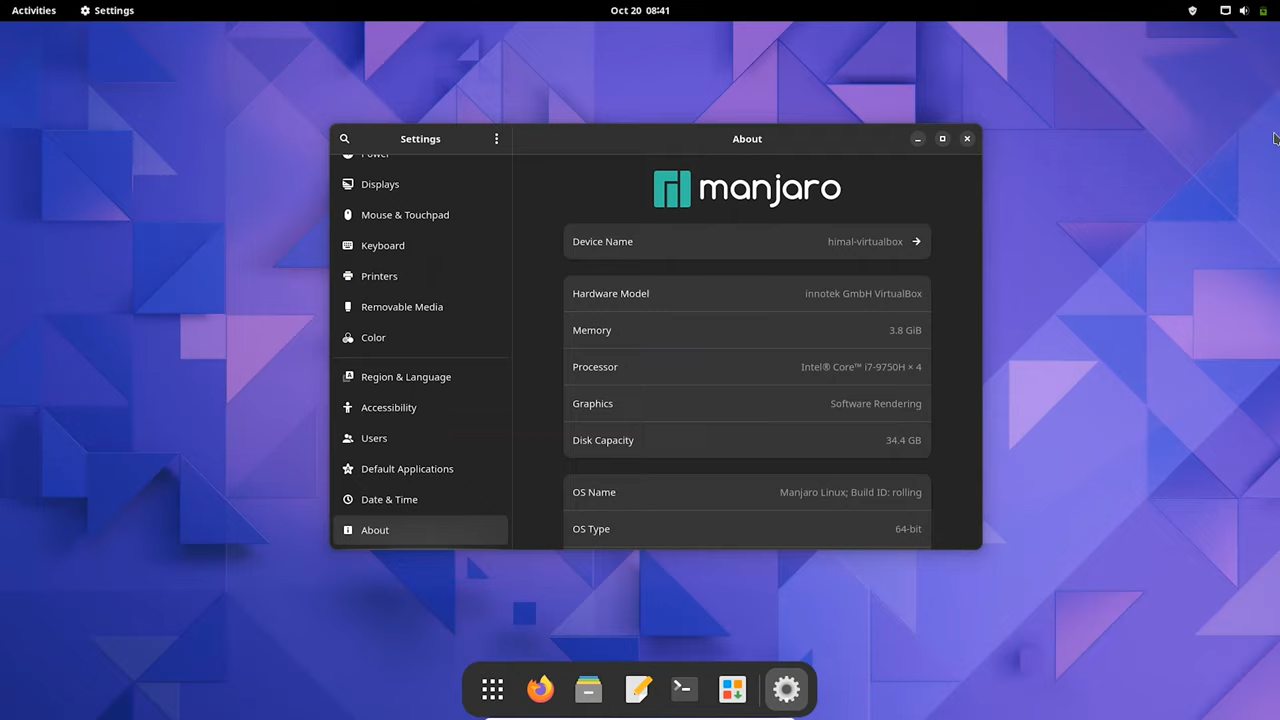 Activities
Settings
Oct 20 08:41
Settings
About
Power
Displays
Mouse & Touchpad
Keyboard
Printers
Removable Media
Color
Region & Language
Accessibility
Users
Default Applications
Date & Time
About
manjaro
Device Name himal-virtualbox
Hardware Model innotek GmbH VirtualBox
Memory 3.8 GiB
Processor Intel® Core™ i7-9750H × 4
Graphics Software Rendering
Disk Capacity 34.4 GB
OS Name Manjaro Linux; Build ID: rolling
OS Type 64-bit